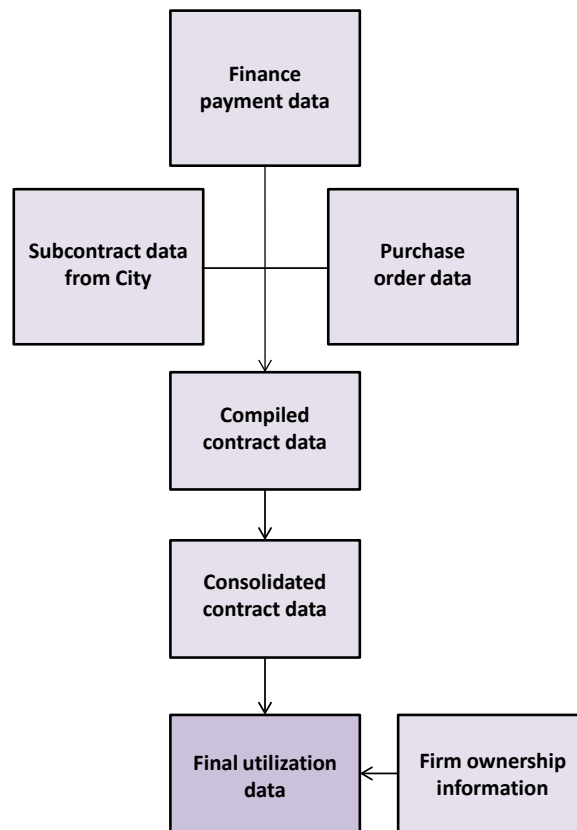 Finance
payment data
Subcontract data
from City
Purchase
order data
Compiled
contract data
Consolidated
contract data
Final utilization
data
Firm ownership
information